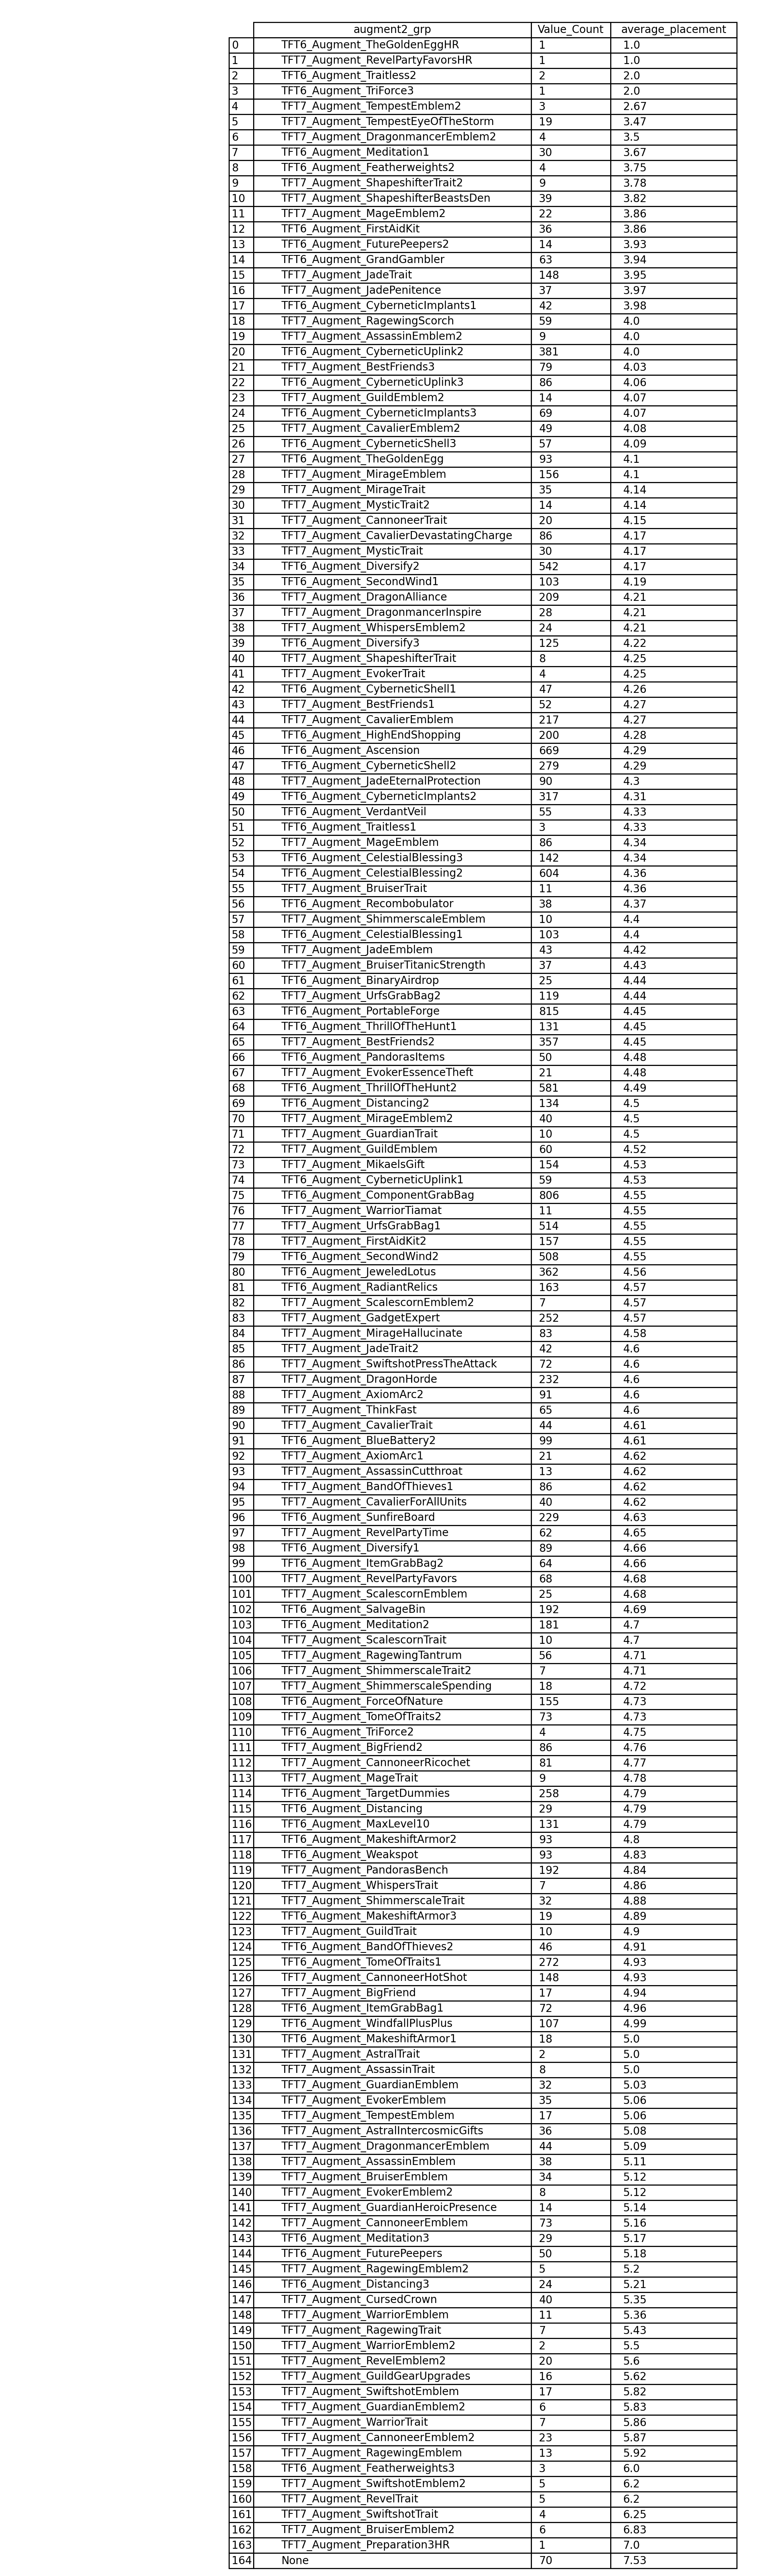 augment2_grp Value_Count average_placement
0 TFT6_Augment_TheGoldenEggHR 1 1.0
1 TFT7_Augment_RevelPartyFavorsHR 1 1.0
2 TFT6_Augment_Traitless2 2 2.0
3 TFT6_Augment_TriForce3 1 2.0
4 TFT7_Augment_TempestEmblem2 3 2.67
5 TFT7_Augment_TempestEyeOfTheStorm 19 3.47
6 TFT7_Augment_DragonmancerEmblem2 4 3.5
7 TFT6_Augment_Meditation1 30 3.67
8 TFT6_Augment_Featherweights2 4 3.75
9 TFT7_Augment_ShapeshifterTrait2 9 3.78
10 TFT7_Augment_ShapeshifterBeastsDen 39 3.82
11 TFT7_Augment_MageEmblem2 22 3.86
12 TFT6_Augment_FirstAidKit 36 3.86
13 TFT6_Augment_FuturePeepers2 14 3.93
14 TFT6_Augment_GrandGambler 63 3.94
15 TFT7_Augment_JadeTrait 148 3.95
16 TFT7_Augment_JadePenitence 37 3.97
17 TFT6_Augment_CyberneticImplants1 42 3.98
18 TFT7_Augment_RagewingScorch 59 4.0
19 TFT7_Augment_AssassinEmblem2 9 4.0
20 TFT6_Augment_CyberneticUplink2 381 4.0
21 TFT7_Augment_BestFriends3 79 4.03
22 TFT6_Augment_CyberneticUplink3 86 4.06
23 TFT7_Augment_GuildEmblem2 14 4.07
24 TFT6_Augment_CyberneticImplants3 69 4.07
25 TFT7_Augment_CavalierEmblem2 49 4.08
26 TFT6_Augment_CyberneticShell3 57 4.09
27 TFT6_Augment_TheGoldenEgg 93 4.1
28 TFT7_Augment_MirageEmblem 156 4.1
29 TFT7_Augment_MirageTrait 35 4.14
30 TFT7_Augment_MysticTrait2 14 4.14
31 TFT7_Augment_CannoneerTrait 20 4.15
32 TFT7_Augment_CavalierDevastatingCharge 86 4.17
33 TFT7_Augment_MysticTrait 30 4.17
34 TFT6_Augment_Diversify2 542 4.17
35 TFT6_Augment_SecondWind1 103 4.19
36 TFT7_Augment_DragonAlliance 209 4.21
37 TFT7_Augment_DragonmancerInspire 28 4.21
38 TFT7_Augment_WhispersEmblem2 24 4.21
39 TFT6_Augment_Diversify3 125 4.22
40 TFT7_Augment_ShapeshifterTrait 8 4.25
41 TFT7_Augment_EvokerTrait 4 4.25
42 TFT6_Augment_CyberneticShell1 47 4.26
43 TFT7_Augment_BestFriends1 52 4.27
44 TFT7_Augment_CavalierEmblem 217 4.27
45 TFT6_Augment_HighEndShopping 200 4.28
46 TFT6_Augment_Ascension 669 4.29
47 TFT6_Augment_CyberneticShell2 279 4.29
48 TFT7_Augment_JadeEternalProtection 90 4.3
49 TFT6_Augment_CyberneticImplants2 317 4.31
50 TFT6_Augment_VerdantVeil 55 4.33
51 TFT6_Augment_Traitless1 3 4.33
52 TFT7_Augment_MageEmblem 86 4.34
53 TFT6_Augment_CelestialBlessing3 142 4.34
54 TFT6_Augment_CelestialBlessing2 604 4.36
55 TFT7_Augment_BruiserTrait 11 4.36
56 TFT6_Augment_Recombobulator 38 4.37
57 TFT7_Augment_ShimmerscaleEmblem 10 4.4
58 TFT6_Augment_CelestialBlessing1 103 4.4
59 TFT7_Augment_JadeEmblem 43 4.42
60 TFT7_Augment_BruiserTitanicStrength 37 4.43
61 TFT6_Augment_BinaryAirdrop 25 4.44
62 TFT7_Augment_UrfsGrabBag2 119 4.44
63 TFT6_Augment_PortableForge 815 4.45
64 TFT6_Augment_ThrillOfTheHunt1 131 4.45
65 TFT7_Augment_BestFriends2 357 4.45
66 TFT6_Augment_PandorasItems 50 4.48
67 TFT7_Augment_EvokerEssenceTheft 21 4.48
68 TFT6_Augment_ThrillOfTheHunt2 581 4.49
69 TFT6_Augment_Distancing2 134 4.5
70 TFT7_Augment_MirageEmblem2 40 4.5
71 TFT7_Augment_GuardianTrait 10 4.5
72 TFT7_Augment_GuildEmblem 60 4.52
73 TFT7_Augment_MikaelsGift 154 4.53
74 TFT6_Augment_CyberneticUplink1 59 4.53
75 TFT6_Augment_ComponentGrabBag 806 4.55
76 TFT7_Augment_WarriorTiamat 11 4.55
77 TFT7_Augment_UrfsGrabBag1 514 4.55
78 TFT7_Augment_FirstAidKit2 157 4.55
79 TFT6_Augment_SecondWind2 508 4.55
80 TFT6_Augment_JeweledLotus 362 4.56
81 TFT6_Augment_RadiantRelics 163 4.57
82 TFT7_Augment_ScalescornEmblem2 7 4.57
83 TFT7_Augment_GadgetExpert 252 4.57
84 TFT7_Augment_MirageHallucinate 83 4.58
85 TFT7_Augment_JadeTrait2 42 4.6
86 TFT7_Augment_SwiftshotPressTheAttack 72 4.6
87 TFT7_Augment_DragonHorde 232 4.6
88 TFT7_Augment_AxiomArc2 91 4.6
89 TFT7_Augment_ThinkFast 65 4.6
90 TFT7_Augment_CavalierTrait 44 4.61
91 TFT6_Augment_BlueBattery2 99 4.61
92 TFT7_Augment_AxiomArc1 21 4.62
93 TFT7_Augment_AssassinCutthroat 13 4.62
94 TFT7_Augment_BandOfThieves1 86 4.62
95 TFT7_Augment_CavalierForAllUnits 40 4.62
96 TFT6_Augment_SunfireBoard 229 4.63
97 TFT7_Augment_RevelPartyTime 62 4.65
98 TFT6_Augment_Diversify1 89 4.66
99 TFT6_Augment_ItemGrabBag2 64 4.66
100 TFT7_Augment_RevelPartyFavors 68 4.68
101 TFT7_Augment_ScalescornEmblem 25 4.68
102 TFT6_Augment_SalvageBin 192 4.69
103 TFT6_Augment_Meditation2 181 4.7
104 TFT7_Augment_ScalescornTrait 10 4.7
105 TFT7_Augment_RagewingTantrum 56 4.71
106 TFT7_Augment_ShimmerscaleTrait2 7 4.71
107 TFT7_Augment_ShimmerscaleSpending 18 4.72
108 TFT6_Augment_ForceOfNature 155 4.73
109 TFT7_Augment_TomeOfTraits2 73 4.73
110 TFT6_Augment_TriForce2 4 4.75
111 TFT7_Augment_BigFriend2 86 4.76
112 TFT7_Augment_CannoneerRicochet 81 4.77
113 TFT7_Augment_MageTrait 9 4.78
114 TFT6_Augment_TargetDummies 258 4.79
115 TFT6_Augment_Distancing 29 4.79
116 TFT6_Augment_MaxLevel10 131 4.79
117 TFT6_Augment_MakeshiftArmor2 93 4.8
118 TFT6_Augment_Weakspot 93 4.83
119 TFT7_Augment_PandorasBench 192 4.84
120 TFT7_Augment_WhispersTrait 7 4.86
121 TFT7_Augment_ShimmerscaleTrait 32 4.88
122 TFT6_Augment_MakeshiftArmor3 19 4.89
123 TFT7_Augment_GuildTrait 10 4.9
124 TFT6_Augment_BandOfThieves2 46 4.91
125 TFT6_Augment_TomeOfTraits1 272 4.93
126 TFT7_Augment_CannoneerHotShot 148 4.93
127 TFT7_Augment_BigFriend 17 4.94
128 TFT6_Augment_ItemGrabBag1 72 4.96
129 TFT6_Augment_WindfallPlusPlus 107 4.99
130 TFT6_Augment_MakeshiftArmor1 18 5.0
131 TFT7_Augment_AstralTrait 2 5.0
132 TFT7_Augment_AssassinTrait 8 5.0
133 TFT7_Augment_GuardianEmblem 32 5.03
134 TFT7_Augment_EvokerEmblem 35 5.06
135 TFT7_Augment_TempestEmblem 17 5.06
136 TFT7_Augment_AstralIntercosmicGifts 36 5.08
137 TFT7_Augment_DragonmancerEmblem 44 5.09
138 TFT7_Augment_AssassinEmblem 38 5.11
139 TFT7_Augment_BruiserEmblem 34 5.12
140 TFT7_Augment_EvokerEmblem2 8 5.12
141 TFT7_Augment_GuardianHeroicPresence 14 5.14
142 TFT7_Augment_CannoneerEmblem 73 5.16
143 TFT6_Augment_Meditation3 29 5.17
144 TFT6_Augment_FuturePeepers 50 5.18
145 TFT7_Augment_RagewingEmblem2 5 5.2
146 TFT6_Augment_Distancing3 24 5.21
147 TFT7_Augment_CursedCrown 40 5.35
148 TFT7_Augment_WarriorEmblem 11 5.36
149 TFT7_Augment_RagewingTrait 7 5.43
150 TFT7_Augment_WarriorEmblem2 2 5.5
151 TFT7_Augment_RevelEmblem2 20 5.6
152 TFT7_Augment_GuildGearUpgrades 16 5.62
153 TFT7_Augment_SwiftshotEmblem 17 5.82
154 TFT7_Augment_GuardianEmblem2 6 5.83
155 TFT7_Augment_WarriorTrait 7 5.86
156 TFT7_Augment_CannoneerEmblem2 23 5.87
157 TFT7_Augment_RagewingEmblem 13 5.92
158 TFT6_Augment_Featherweights3 3 6.0
159 TFT7_Augment_SwiftshotEmblem2 5 6.2
160 TFT7_Augment_RevelTrait 5 6.2
161 TFT7_Augment_SwiftshotTrait 4 6.25
162 TFT7_Augment_BruiserEmblem2 6 6.83
163 TFT7_Augment_Preparation3HR 1 7.0
164 None 70 7.53